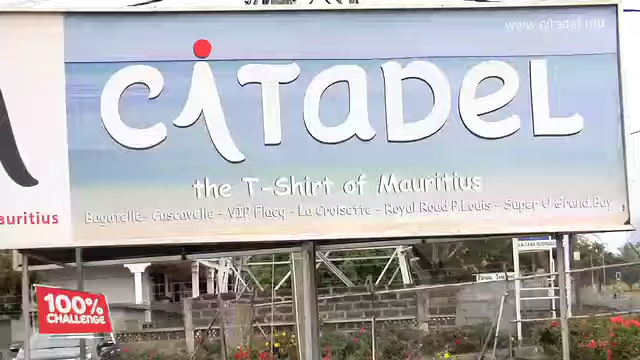 www.citadel.mu
CiTaDeL
the T-Shirt of Mauritius
Bagatelle- Cascavelle - VIP Flacq - La Croisette - Royal Road P.Louis - Super U Grand.Bay
auritius
100%
CHALLENGE